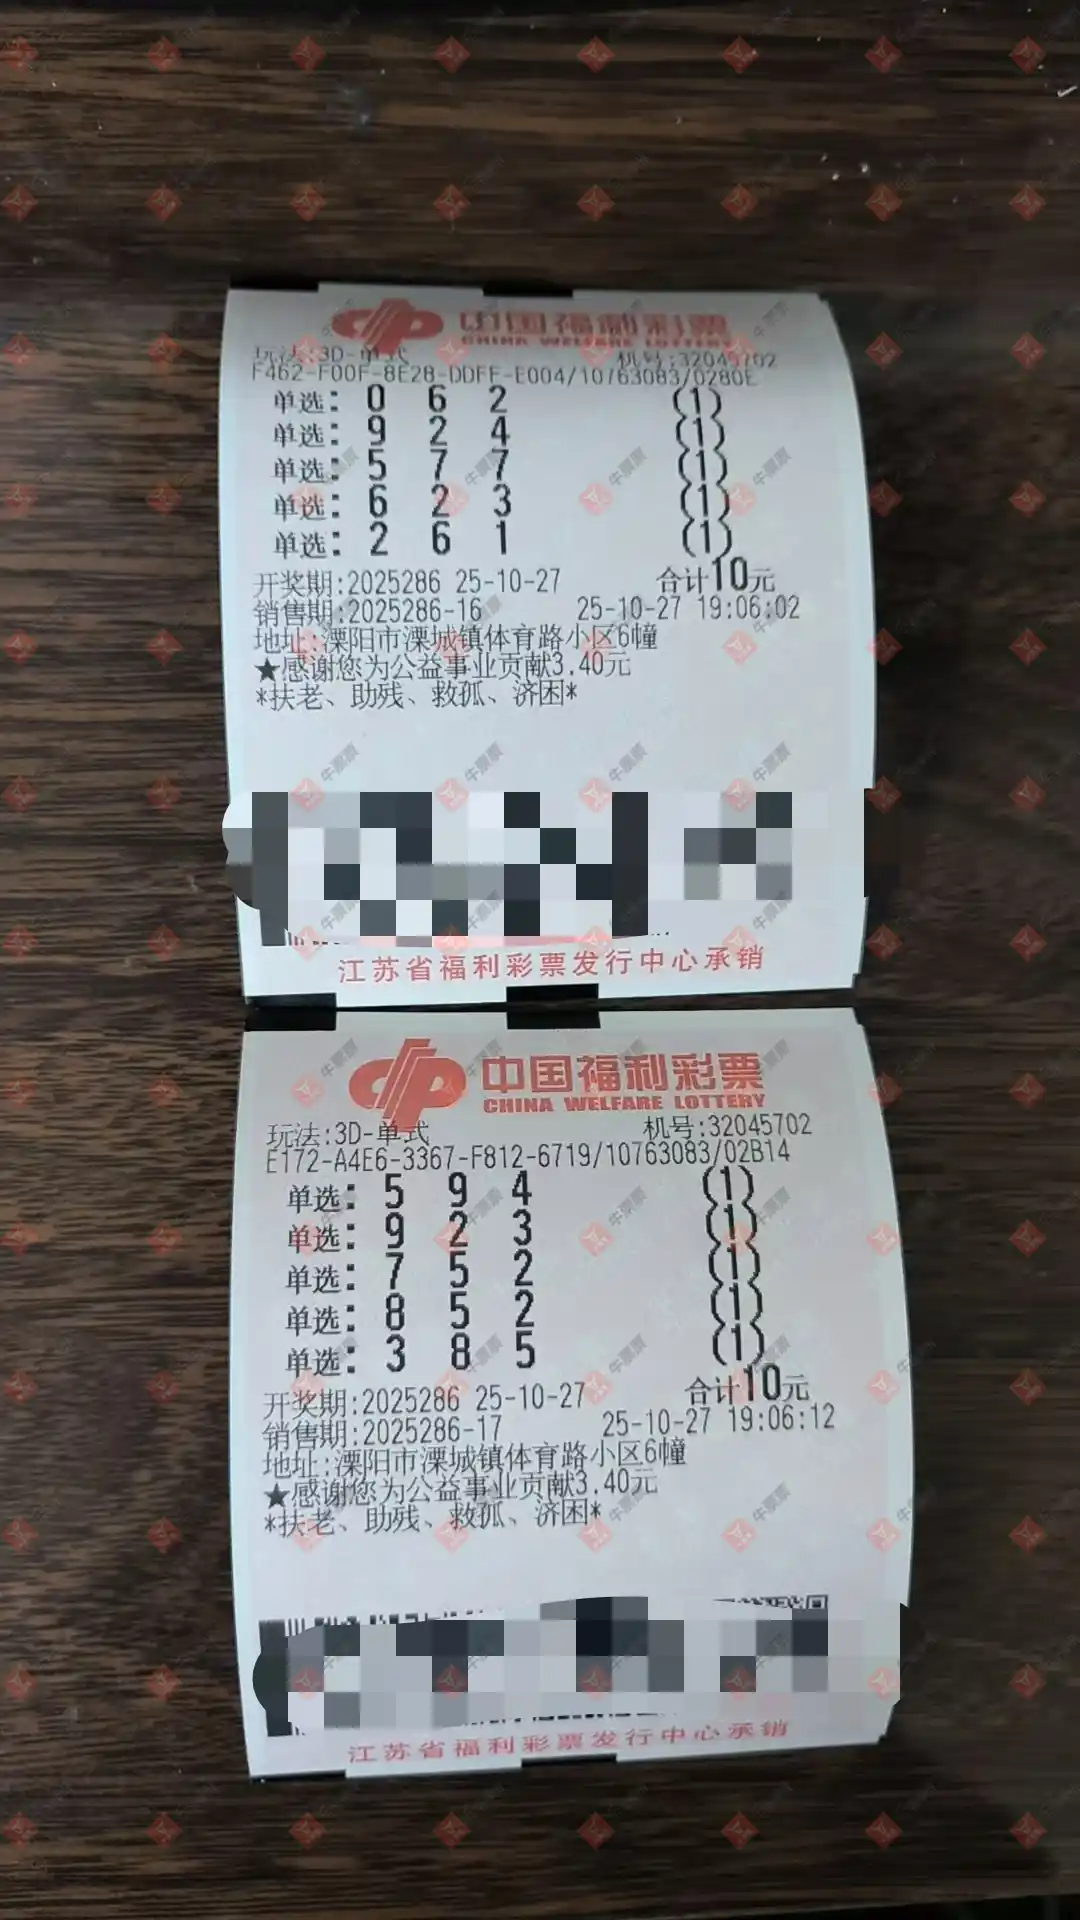 中国福利彩票
CHINA WELFARE LOTTERY
玩法:3D-单式 机号:32045702
F462-F00F-8E28-DDFF-E004/10763083/0280E
单选: 0 6 2 (1)
单选: 9 2 4 (1)
单选: 5 7 7 (1)
单选: 6 2 3 (1)
单选: 2 6 1 (1)
开奖期:2025286 25-10-27 合计10元
销售期:2025286-16 25-10-27 19:06:02
地址:溧阳市溧城镇体育路小区6幢
★感谢您为公益事业贡献3.40元
*扶老、助残、救孤、济困*
江苏省福利彩票发行中心承销
中国福利彩票
CHINA WELFARE LOTTERY
玩法:3D-单式 机号:32045702
E172-A4E6-3367-F812-6719/10763083/02B14
单选: 5 9 4 (1)
单选: 9 2 3 (1)
单选: 7 5 2 (1)
单选: 8 5 2 (1)
单选: 3 8 5 (1)
开奖期:2025286 25-10-27 合计10元
销售期:2025286-17 25-10-27 19:06:12
地址:溧阳市溧城镇体育路小区6幢
★感谢您为公益事业贡献3.40元
*扶老、助残、救孤、济困*
江苏省福利彩票发行中心承销